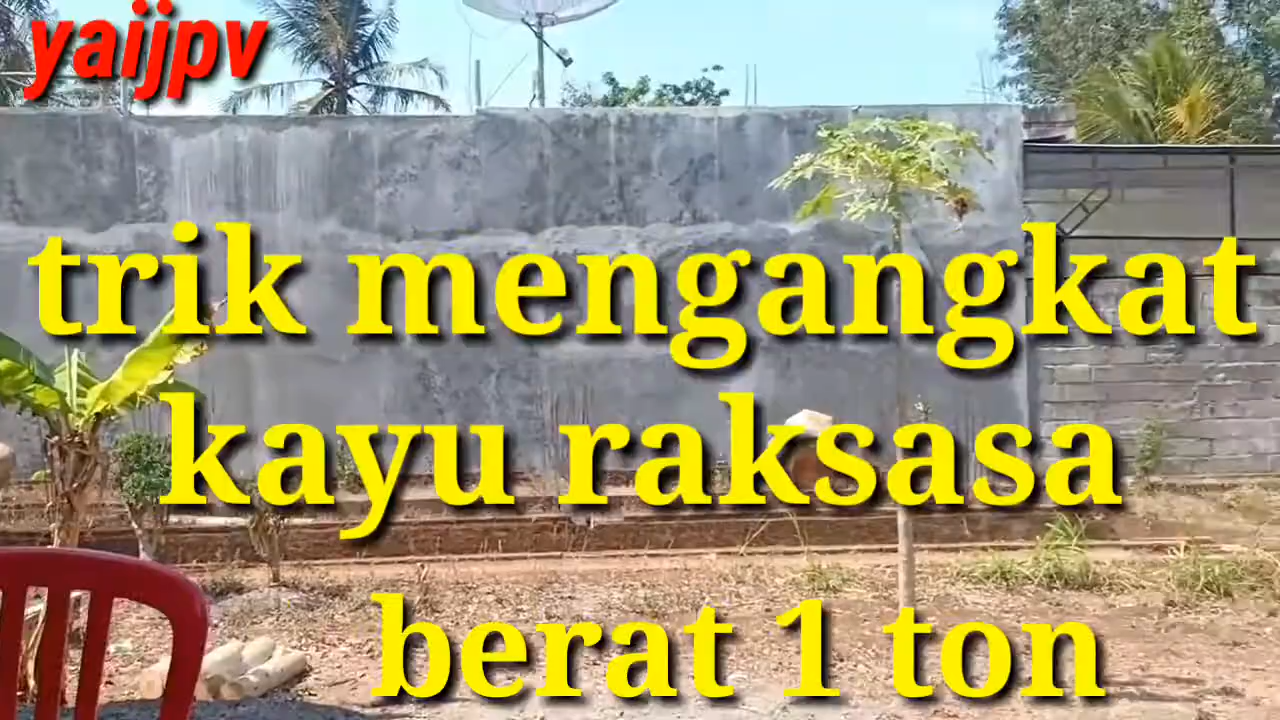 yaijpv
trik mengangkat
kayu raksasa
berat 1 ton